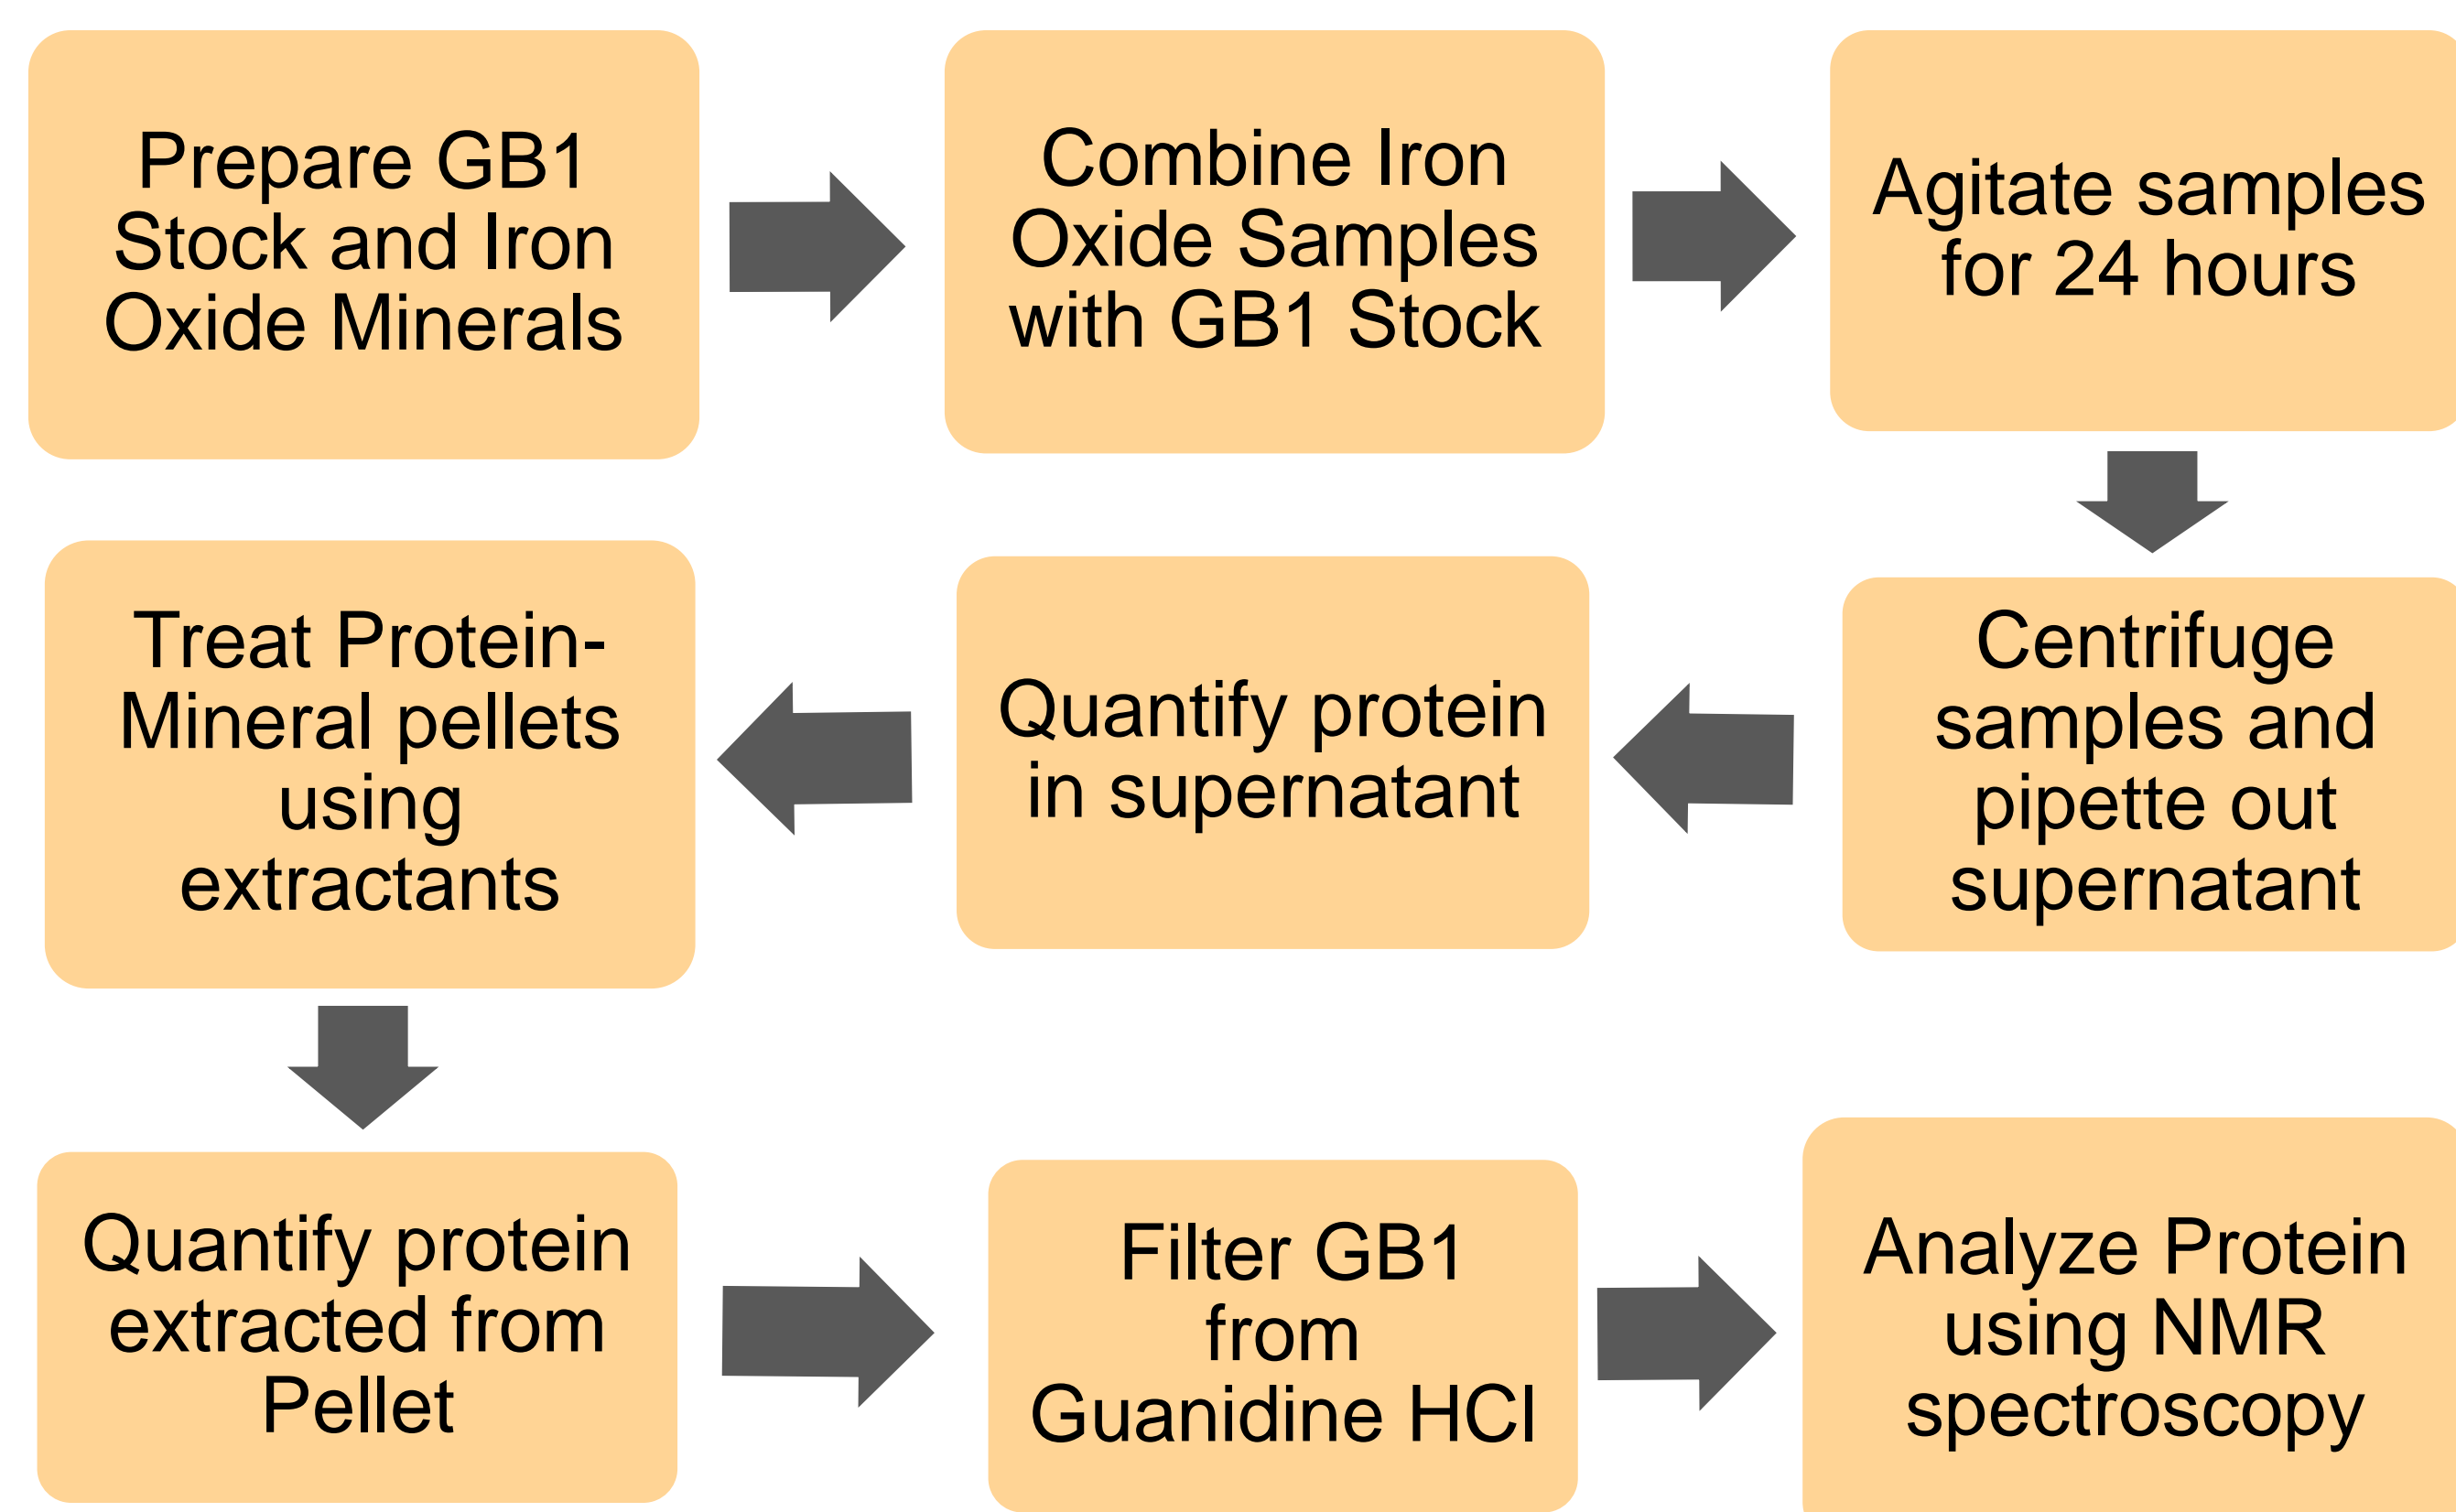 Prepare GB1
Stock and Iron
Oxide Minerals
Combine Iron
Oxide Samples
with GB1 Stock
Agitate samples
for 24 hours
Centrifuge
samples and
pipette out
supernatant
Quantify protein
in supernatant
Treat Protein-
Mineral pellets
using
extractants
Quantify protein
extracted from
Pellet
Filter GB1
from
Guanidine HCl
Analyze Protein
using NMR
spectroscopy